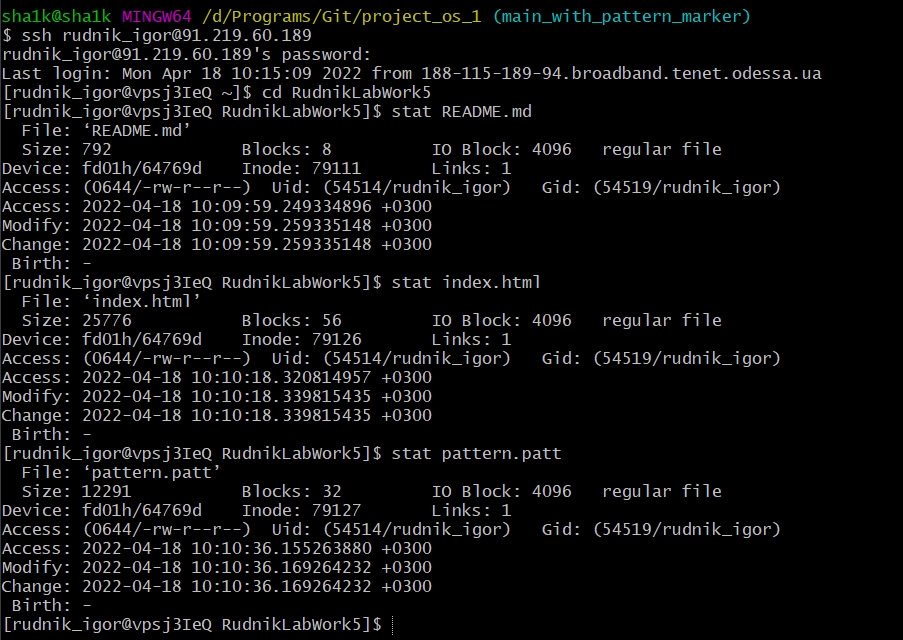 sha1k@sha1k MINGW64 /d/Programs/Git/project_os_1 (main_with_pattern_marker)
$ ssh rudnik_igor@91.219.60.189
rudnik_igor@91.219.60.189's password:
Last login: Mon Apr 18 10:15:09 2022 from 188-115-189-94.broadband.tenet.odessa.ua
[rudnik_igor@vpsj3IeQ ~]$ cd RudnikLabWork5
[rudnik_igor@vpsj3IeQ RudnikLabWork5]$ stat README.md
  File: ‘README.md’
  Size: 792             Blocks: 8          IO Block: 4096   regular file
Device: fd01h/64769d    Inode: 79111       Links: 1
Access: (0644/-rw-r--r--)  Uid: (54514/rudnik_igor)   Gid: (54519/rudnik_igor)
Access: 2022-04-18 10:09:59.249334896 +0300
Modify: 2022-04-18 10:09:59.259335148 +0300
Change: 2022-04-18 10:09:59.259335148 +0300
 Birth: -
[rudnik_igor@vpsj3IeQ RudnikLabWork5]$ stat index.html
  File: ‘index.html’
  Size: 25776           Blocks: 56         IO Block: 4096   regular file
Device: fd01h/64769d    Inode: 79126       Links: 1
Access: (0644/-rw-r--r--)  Uid: (54514/rudnik_igor)   Gid: (54519/rudnik_igor)
Access: 2022-04-18 10:10:18.320814957 +0300
Modify: 2022-04-18 10:10:18.339815435 +0300
Change: 2022-04-18 10:10:18.339815435 +0300
 Birth: -
[rudnik_igor@vpsj3IeQ RudnikLabWork5]$ stat pattern.patt
  File: ‘pattern.patt’
  Size: 12291           Blocks: 32         IO Block: 4096   regular file
Device: fd01h/64769d    Inode: 79127       Links: 1
Access: (0644/-rw-r--r--)  Uid: (54514/rudnik_igor)   Gid: (54519/rudnik_igor)
Access: 2022-04-18 10:10:36.155263880 +0300
Modify: 2022-04-18 10:10:36.169264232 +0300
Change: 2022-04-18 10:10:36.169264232 +0300
 Birth: -
[rudnik_igor@vpsj3IeQ RudnikLabWork5]$